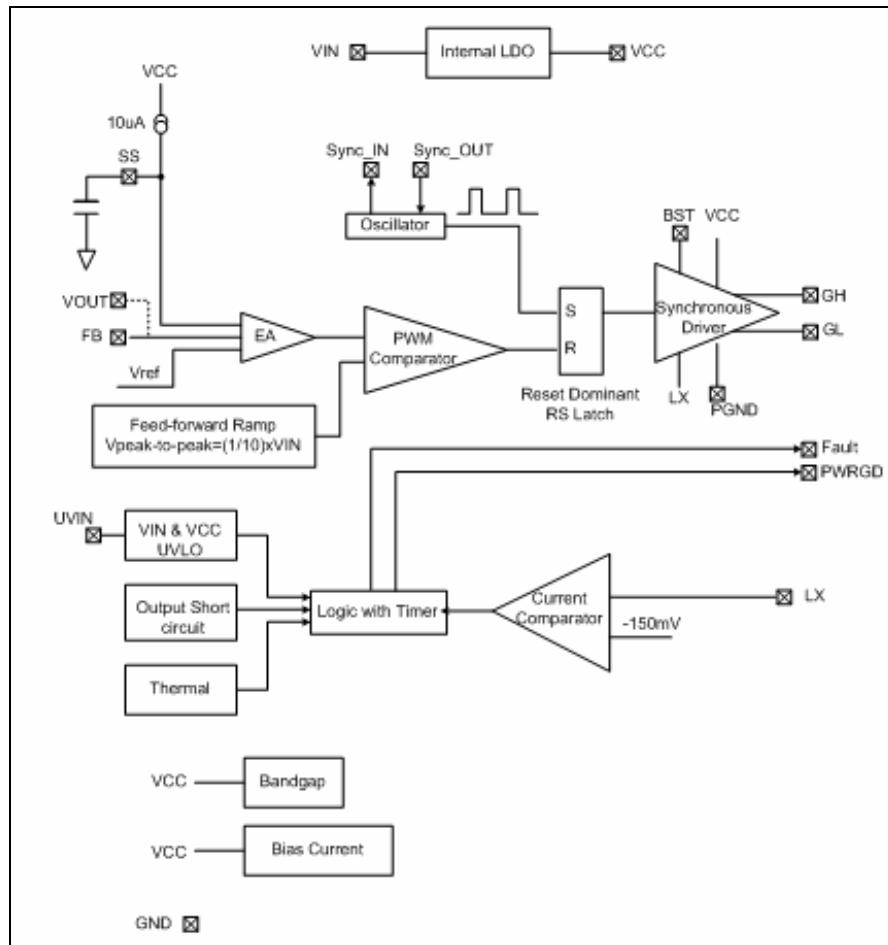 VIN
Internal LDO
VCC
VCC
10uA
SS
Sync_IN
Sync_OUT
Oscillator
BST
VCC
VOUT
FB
Vref
EA
PWM
Comparator
S
R
Reset Dominant
RS Latch
Synchronous
Driver
GH
GL
LX
PGND
Feed-forward Ramp
Vpeak-to-peak=(1/10)xVIN
Fault
PWRGD
UVIN
VIN & VCC
UVLO
Output Short
circuit
Thermal
Logic with Timer
Current
Comparator
LX
-150mV
VCC
Bandgap
VCC
Bias Current
GND